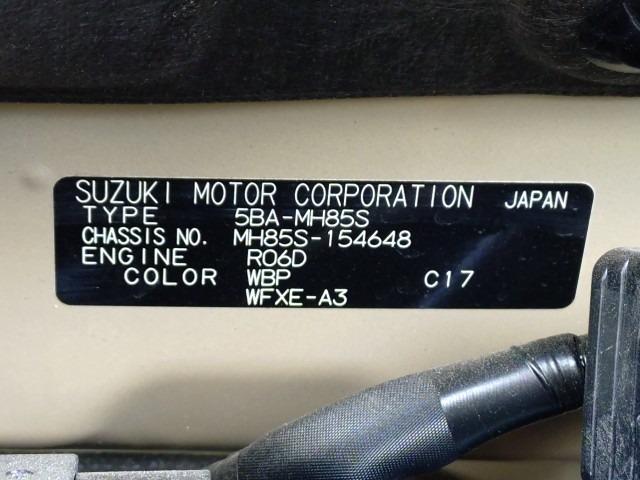 SUZUKI MOTOR CORPORATION JAPAN
TYPE 5BA-MH85S
CHASSIS NO. MH85S-154648
ENGINE R06D
COLOR WBP C17
WFXE-A3